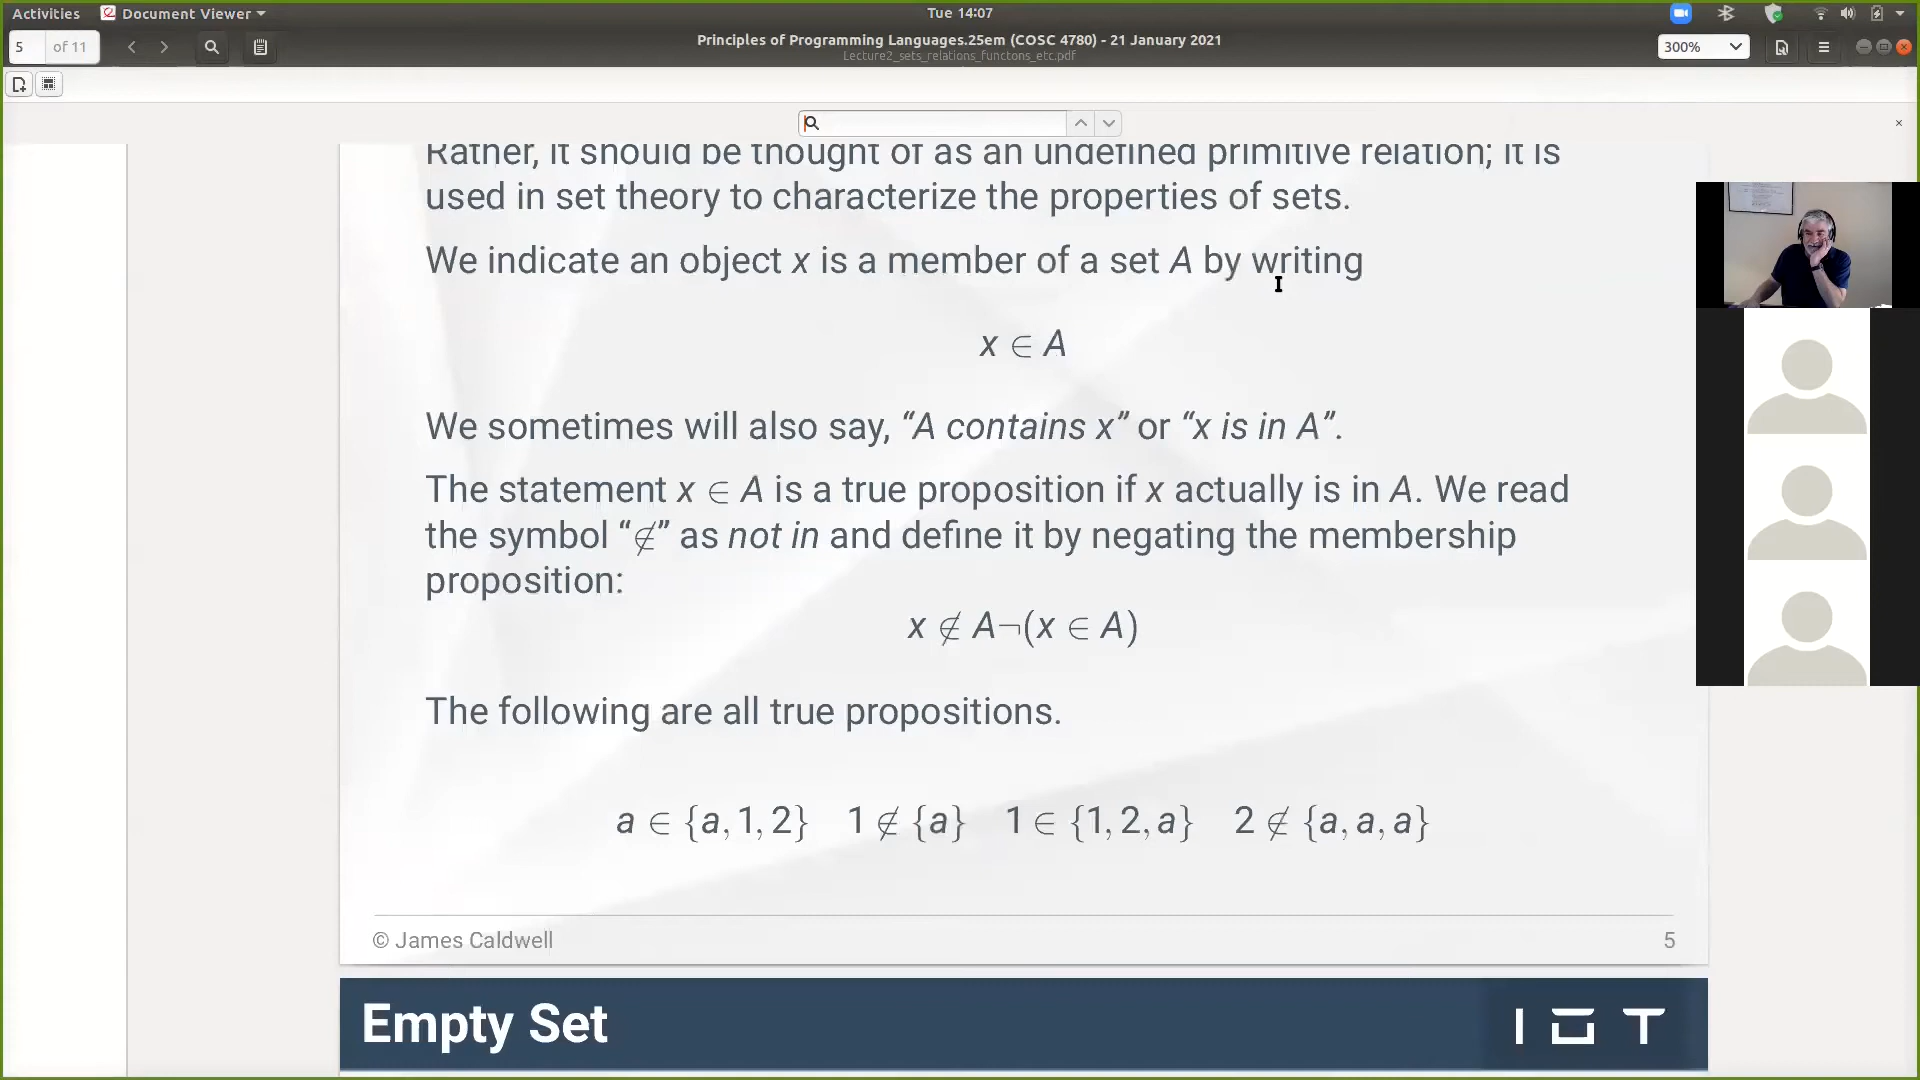 Activities
Document Viewer
Tue 14:07
5 of 11
Principles of Programming Languages.25em (COSC 4780) - 21 January 2021
Lecture2_sets_relations_functons_etc.pdf
300%
Rather, it should be thought of as an undefined primitive relation; it is
used in set theory to characterize the properties of sets.
We indicate an object x is a member of a set A by writing
x ∈ A
We sometimes will also say, “A contains x” or “x is in A”.
The statement x ∈ A is a true proposition if x actually is in A. We read
the symbol “∉” as not in and define it by negating the membership
proposition:
x ∉ A¬(x ∈ A)
The following are all true propositions.
a ∈ {a, 1, 2} 1 ∉ {a} 1 ∈ {1, 2, a} 2 ∉ {a, a, a}
© James Caldwell
5
Empty Set